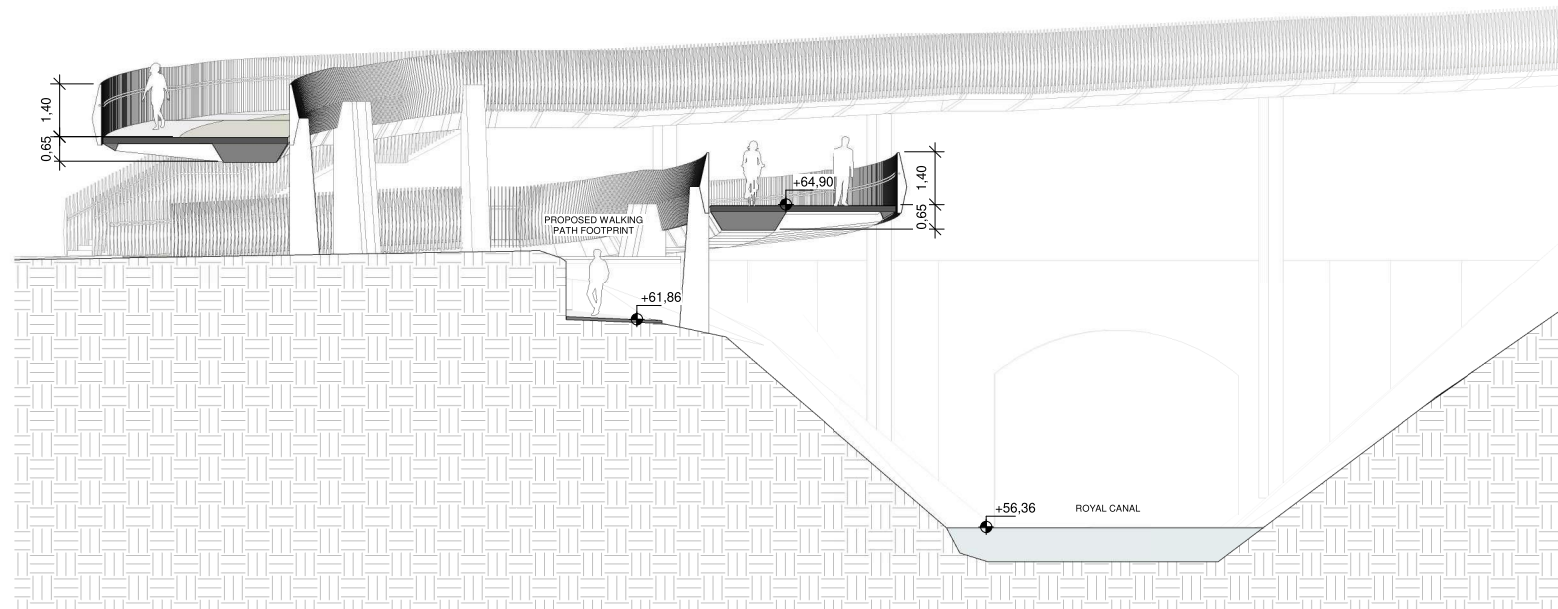 1,40
0,65
+64,90
1,40
0,65
PROPOSED WALKING
PATH FOOTPRINT
+61,86
+56,36
ROYAL CANAL